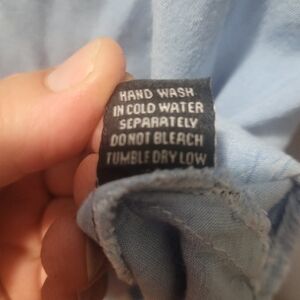 HAND WASH
IN COLD WATER
SEPARATELY
DO NOT BLEACH
TUMBLE DRY LOW